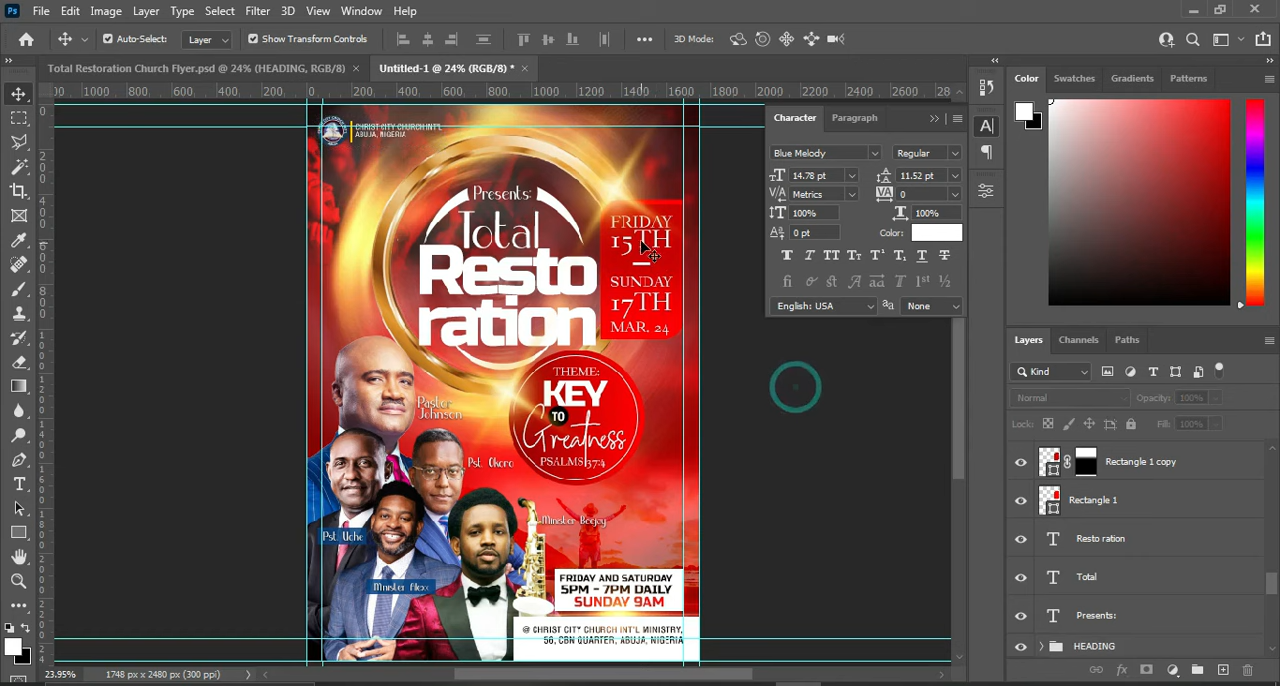 Ps
File
Edit
Image
Layer
Type
Select
Filter
3D
View
Window
Help
Auto-Select:
Layer
Show Transform Controls
3D Mode:
Total Restoration Church Flyer.psd @ 24% (HEADING, RGB/8)
Untitled-1 @ 24% (RGB/8) *
Color
Swatches
Gradients
Patterns
Character
Paragraph
Blue Melody
Regular
14.78 pt
11.52 pt
Metrics
0
100%
100%
0 pt
Color:
English: USA
None
CHRIST CITY CHURCH INT'L
ABUJA, NIGERIA
Presents:
Total
Resto
ration
FRIDAY
15TH
SUNDAY
17TH
MAR. 24
THEME:
KEY
TO
Greatness
PSALMS 37:4
Pastor
Johnson
Pst. Okoro
Minister Beejay
Pst. Uche
Minister Alexx
FRIDAY AND SATURDAY
5PM - 7PM DAILY
SUNDAY 9AM
@ CHRIST CITY CHURCH INT'L MINISTRY,
56, CBN QUARTER, ABUJA, NIGERIA
Layers
Channels
Paths
Kind
Normal
Opacity: 100%
Lock:
Fill: 100%
Rectangle 1 copy
Rectangle 1
Resto ration
Total
Presents:
HEADING
23.95%
1748 px x 2480 px (300 ppi)